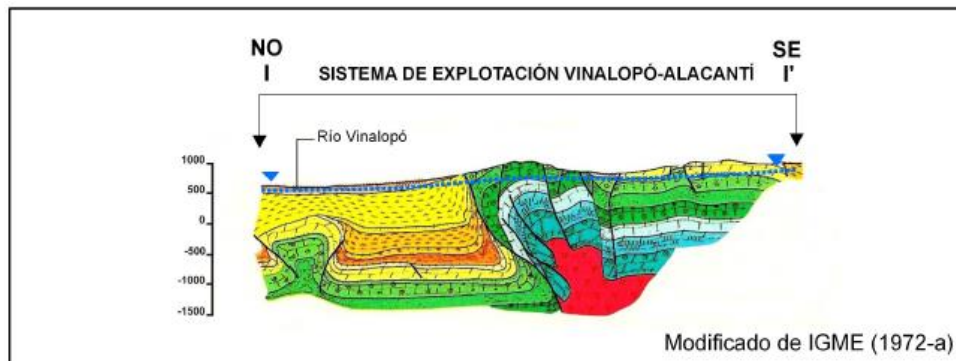 NO
I
SE
I'
SISTEMA DE EXPLOTACIÓN VINALOPÓ-ALACANTÍ
Río Vinalopó
1000
500
0
-500
-1000
-1500
Modificado de IGME (1972-a)